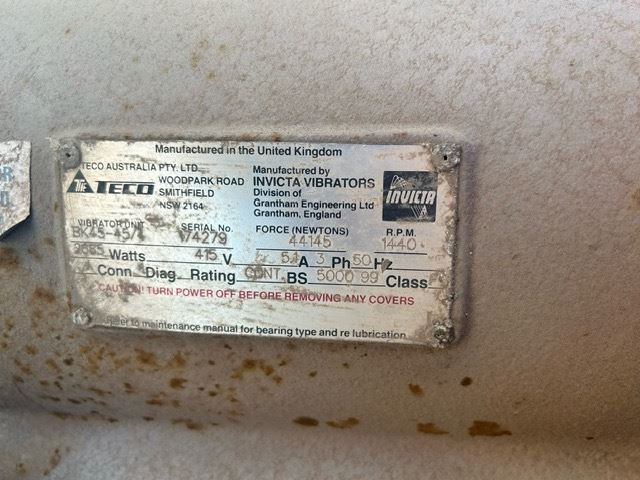 Manufactured in the United Kingdom
TECO AUSTRALIA PTY. LTD.
TECO
WOODPARK ROAD
SMITHFIELD
NSW 2164
Manufactured by
INVICTA VIBRATORS
Division of
Grantham Engineering Ltd
Grantham, England
INVICTA
VIBRATOR UNIT SERIAL No. FORCE (NEWTONS) R.P.M.
44145 1440
Watts 415 V A 3 Ph 50 Hz
Conn. Diag. Rating CONT. BS 5000 99 Class
CAUTION! TURN POWER OFF BEFORE REMOVING ANY COVERS
to maintenance manual for bearing type and re lubrication